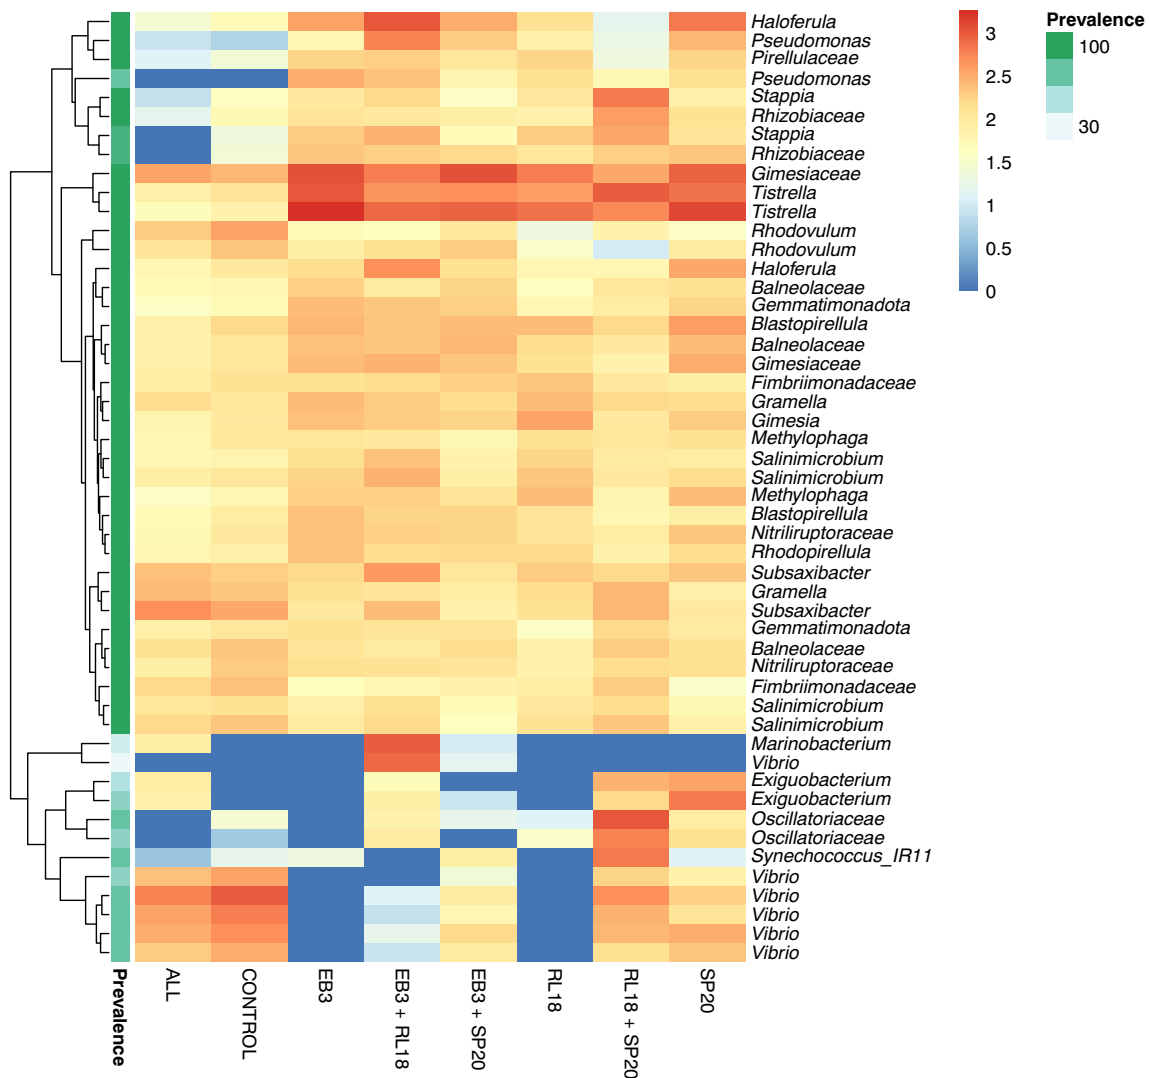 Haloferula
Pseudomonas
Pirellulaceae
Pseudomonas
Stappia
Rhizobiaceae
Stappia
Rhizobiaceae
Gimesiaceae
Tistrella
Tistrella
Rhodovulum
Rhodovulum
Haloferula
Balneolaceae
Gemmatimonadota
Blastopirellula
Balneolaceae
Gimesiaceae
Fimbriimonadaceae
Gramella
Gimesia
Methylophaga
Salinimicrobium
Salinimicrobium
Methylophaga
Blastopirellula
Nitriliruptoraceae
Rhodopirellula
Subsaxibacter
Gramella
Subsaxibacter
Gemmatimonadota
Balneolaceae
Nitriliruptoraceae
Fimbriimonadaceae
Salinimicrobium
Salinimicrobium
Marinobacterium
Vibrio
Exiguobacterium
Exiguobacterium
Oscillatoriaceae
Oscillatoriaceae
Synechococcus_IR11
Vibrio
Vibrio
Vibrio
Vibrio
Vibrio
Prevalence
ALL
CONTROL
EB3
EB3 + RL18
EB3 + SP20
RL18
RL18 + SP20
SP20
3
2.5
2
1.5
1
0.5
0
Prevalence
100
30